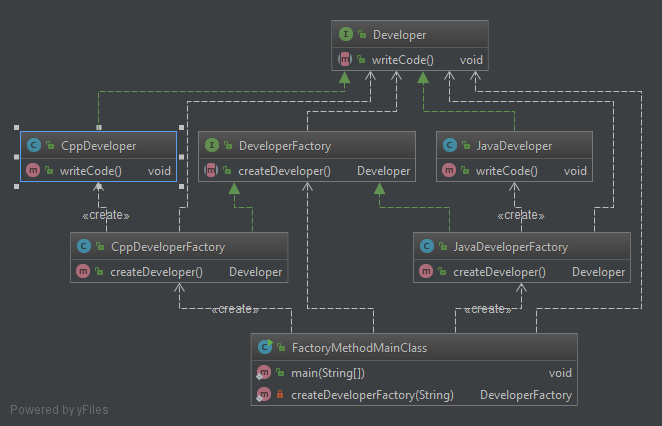 I Developer
m writeCode() void
C CppDeveloper
m writeCode() void
I DeveloperFactory
m createDeveloper() Developer
C JavaDeveloper
m writeCode() void
«create»
«create»
C CppDeveloperFactory
m createDeveloper() Developer
C JavaDeveloperFactory
m createDeveloper() Developer
«create»
«create»
C FactoryMethodMainClass
m main(String[]) void
m createDeveloperFactory(String) DeveloperFactory
Powered by yFiles